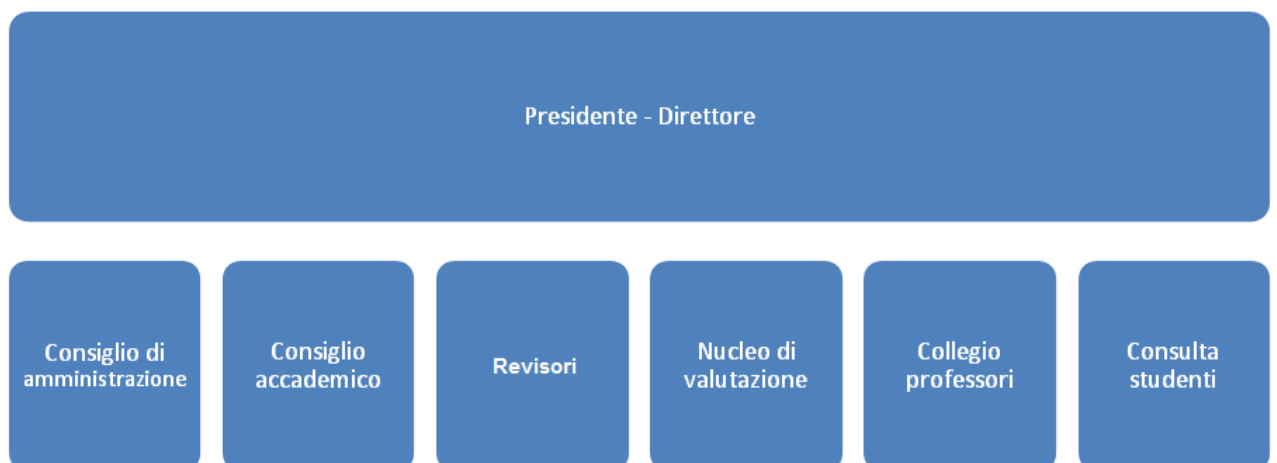 Presidente - Direttore
Consiglio di
amministrazione
Consiglio
accademico
Revisori
Nucleo di
valutazione
Collegio
professori
Consulta
studenti